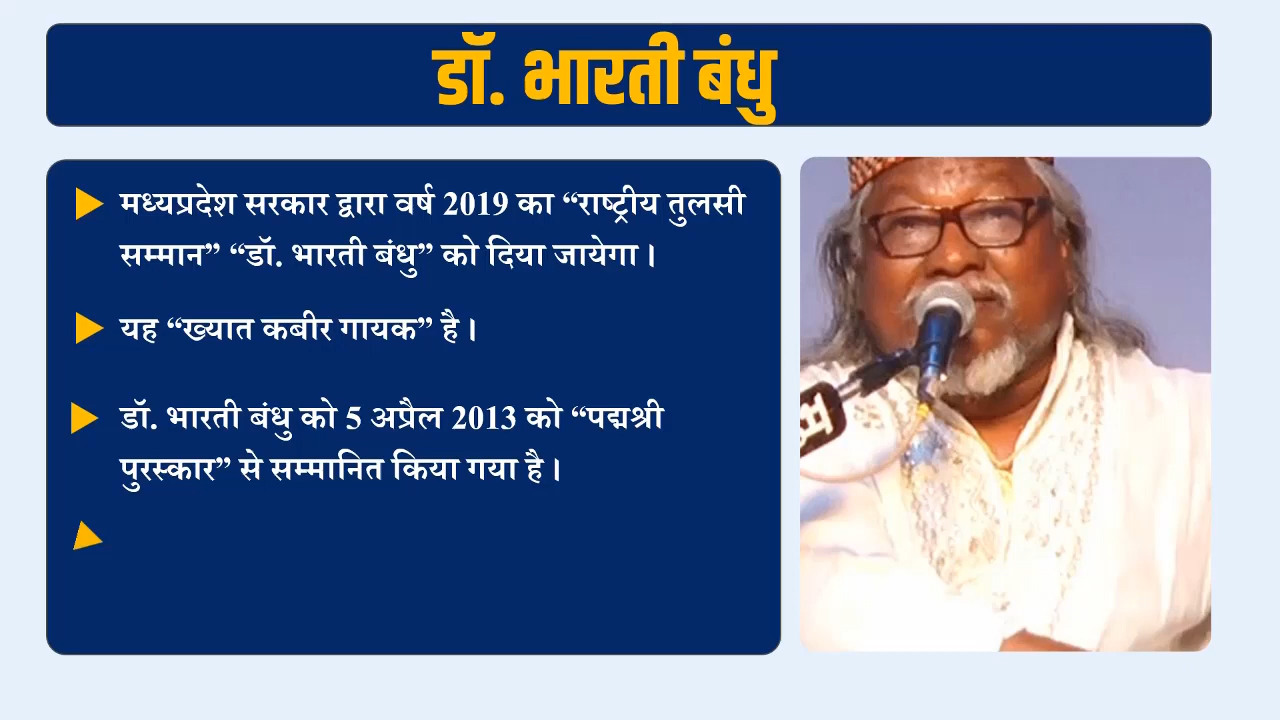 डॉ. भारती बंधु
मध्यप्रदेश सरकार द्वारा वर्ष 2019 का “राष्ट्रीय तुलसी
सम्मान” “डॉ. भारती बंधु” को दिया जायेगा।
यह “ख्यात कबीर गायक” है।
डॉ. भारती बंधु को 5 अप्रैल 2013 को “पद्मश्री
पुरस्कार” से सम्मानित किया गया है।